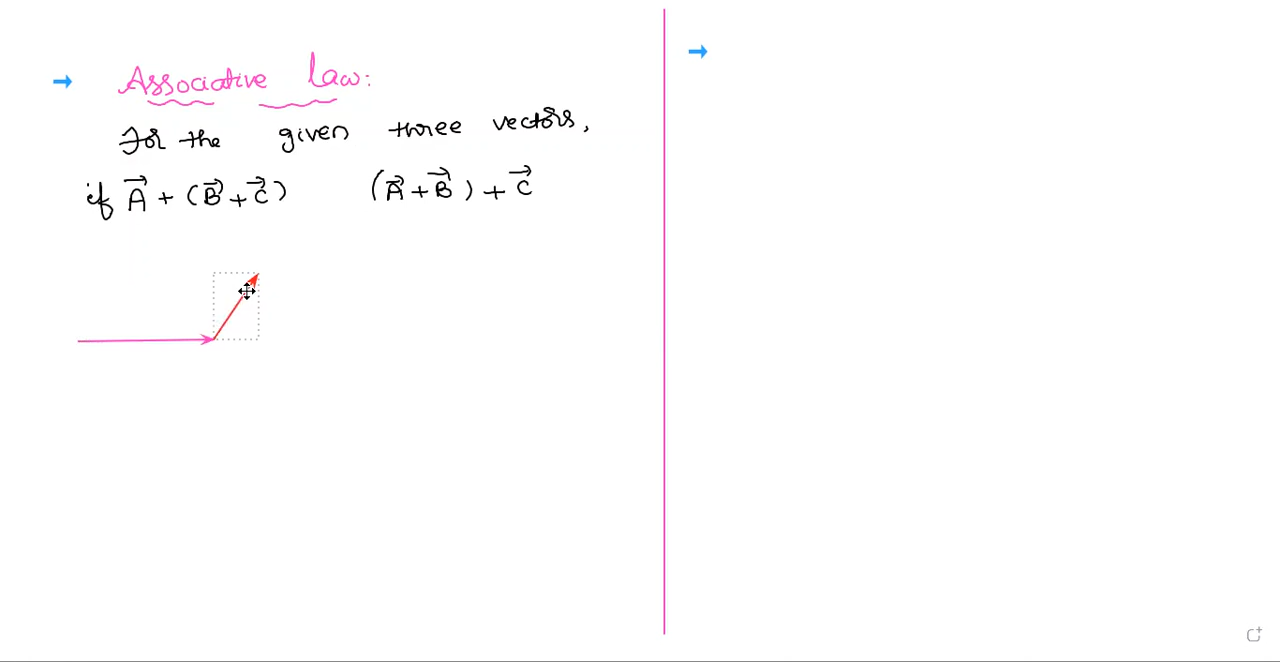 → Associative law:
For the given three vectors,
if A⃗ + (B⃗ + C⃗) (A⃗ + B⃗) + C⃗
→